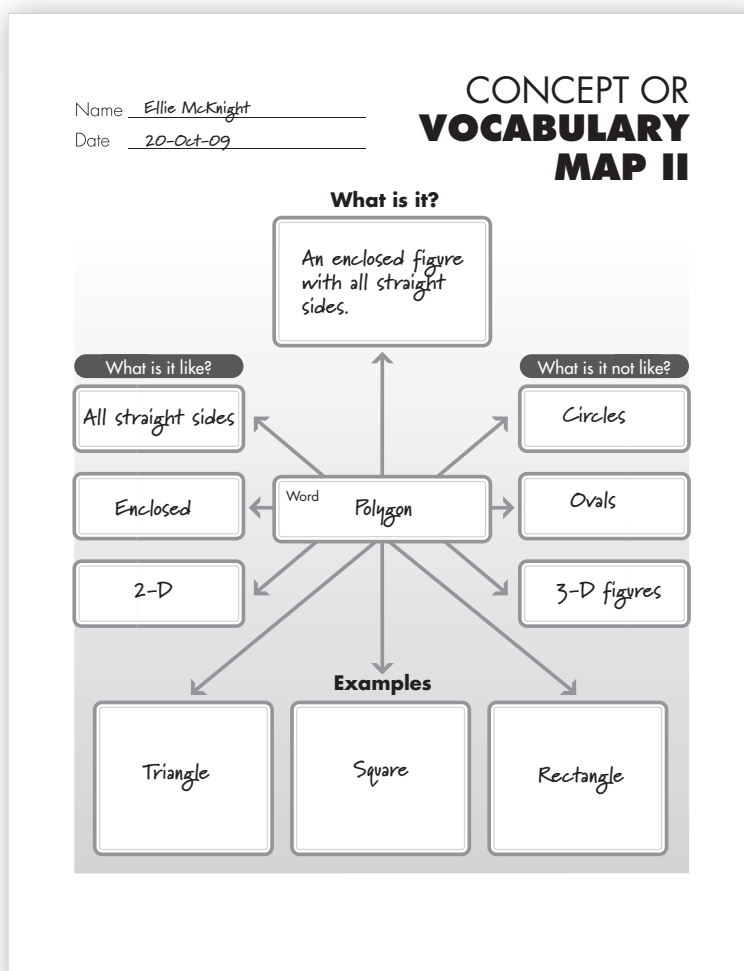 Name Ellie McKnight
Date 20-Oct-09
CONCEPT OR
VOCABULARY
MAP II
What is it?
An enclosed figure
with all straight
sides.
What is it like?
What is it not like?
All straight sides
Circles
Enclosed
Word Polygon
Ovals
2-D
3-D figures
Examples
Triangle
Square
Rectangle